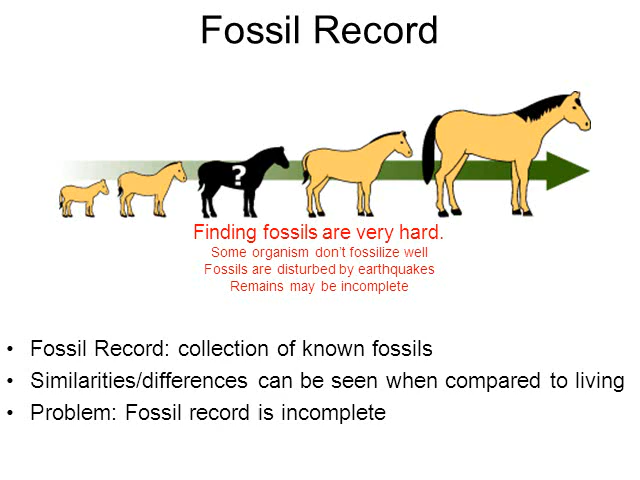 Fossil Record
?
Finding fossils are very hard.
Some organism don't fossilize well
Fossils are disturbed by earthquakes
Remains may be incomplete
• Fossil Record: collection of known fossils
• Similarities/differences can be seen when compared to living
• Problem: Fossil record is incomplete